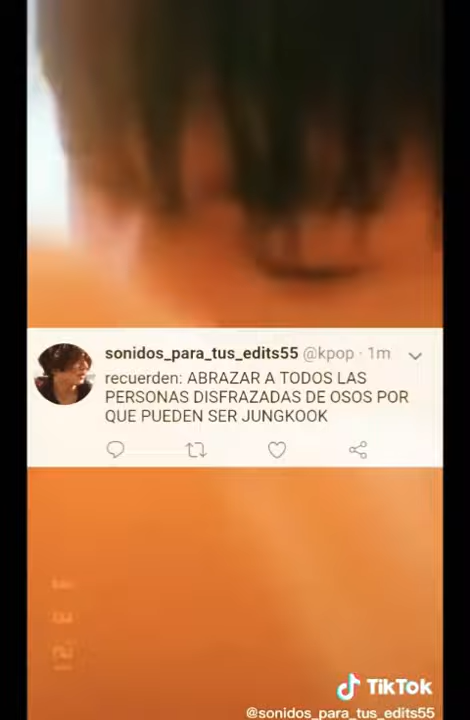 sonidos_para_tus_edits55 @kpop · 1m
recuerden: ABRAZAR A TODOS LAS
PERSONAS DISFRAZADAS DE OSOS POR
QUE PUEDEN SER JUNGKOOK
TikTok
@sonidos_para_tus_edits55